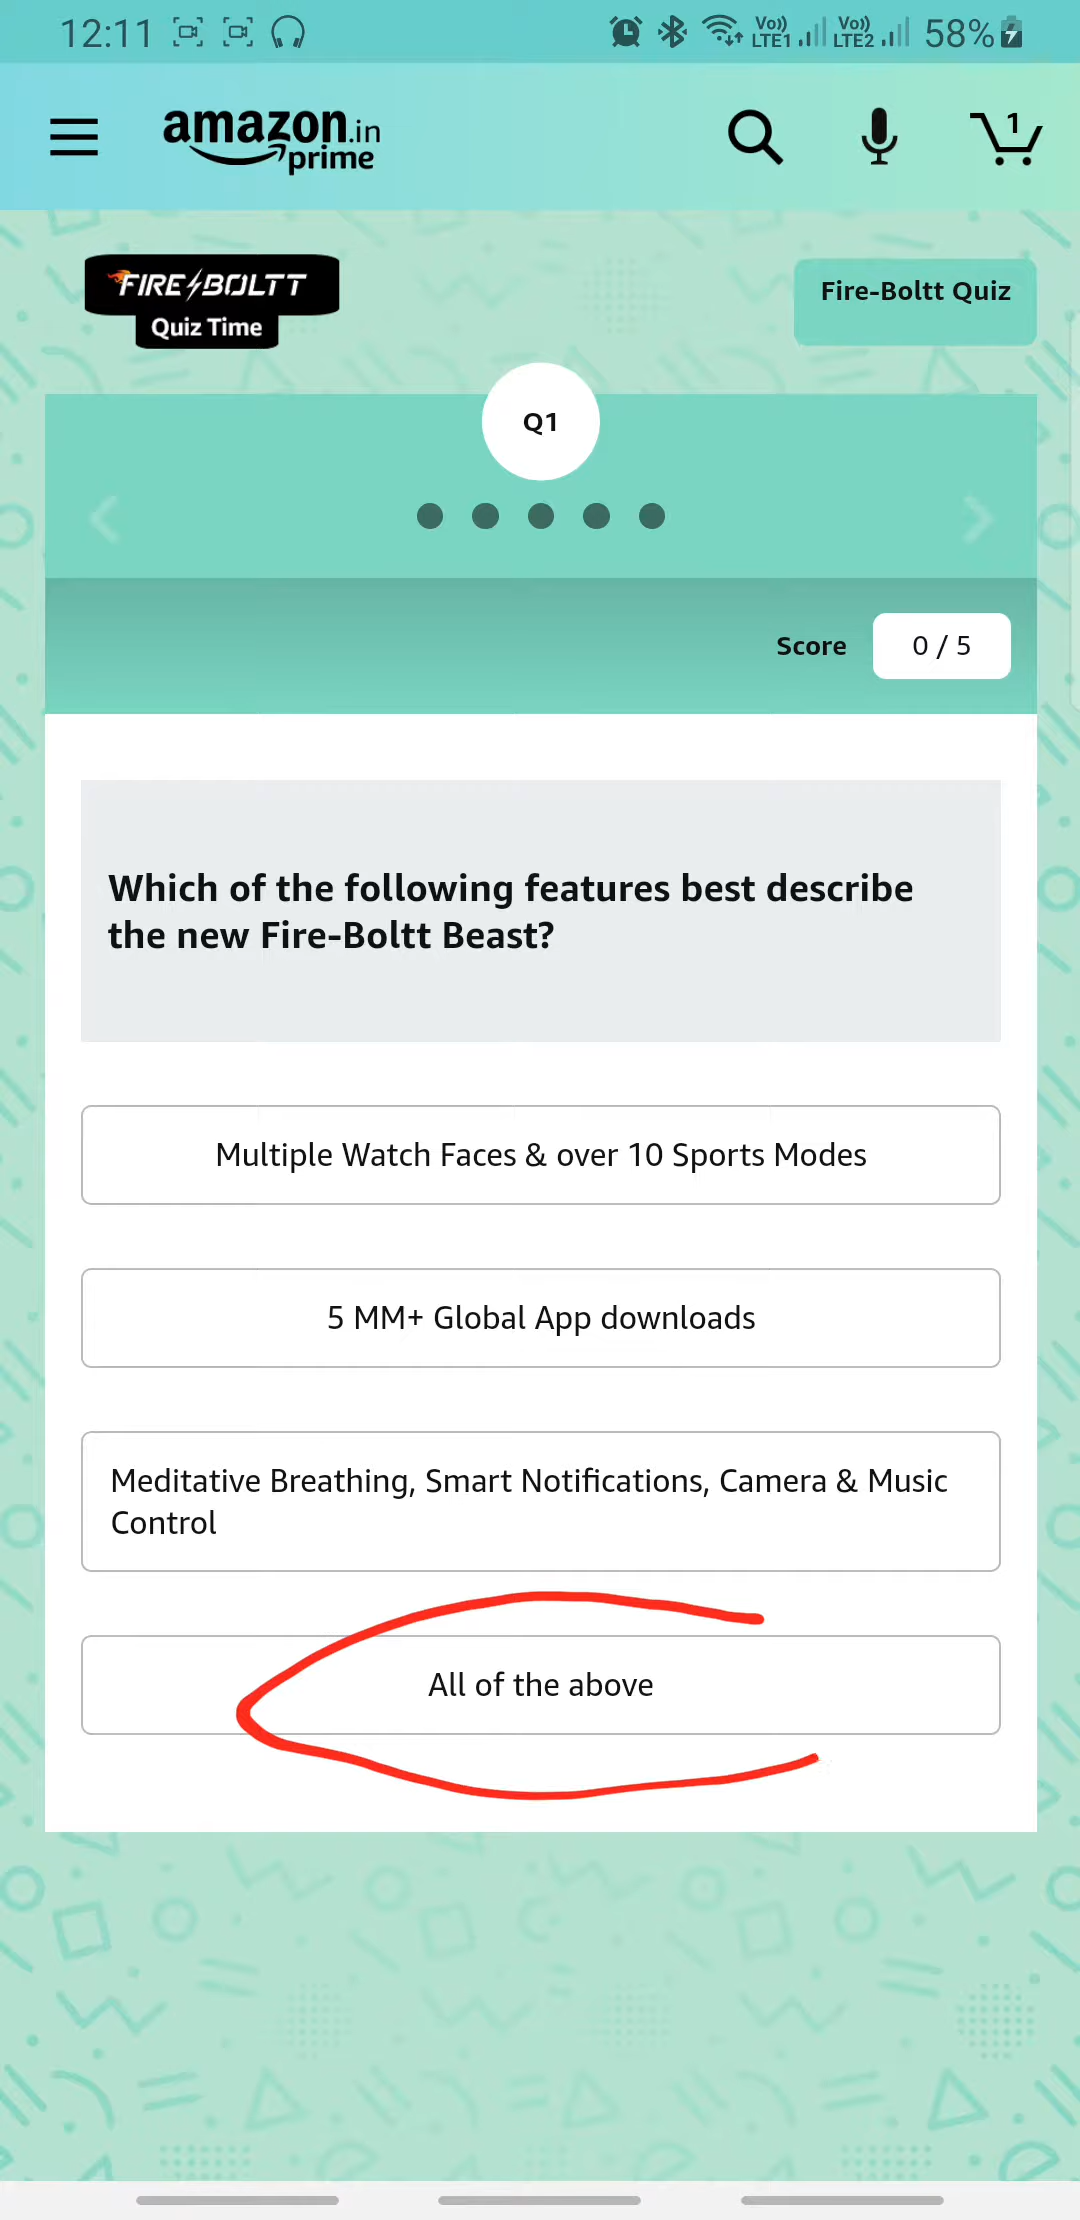 12:11
Vo)) LTE1 Vo)) LTE2 58%
amazon.in
prime
1
FIRE BOLTT
Quiz Time
Fire-Boltt Quiz
Q1
Score 0 / 5
Which of the following features best describe
the new Fire-Boltt Beast?
Multiple Watch Faces & over 10 Sports Modes
5 MM+ Global App downloads
Meditative Breathing, Smart Notifications, Camera & Music
Control
All of the above